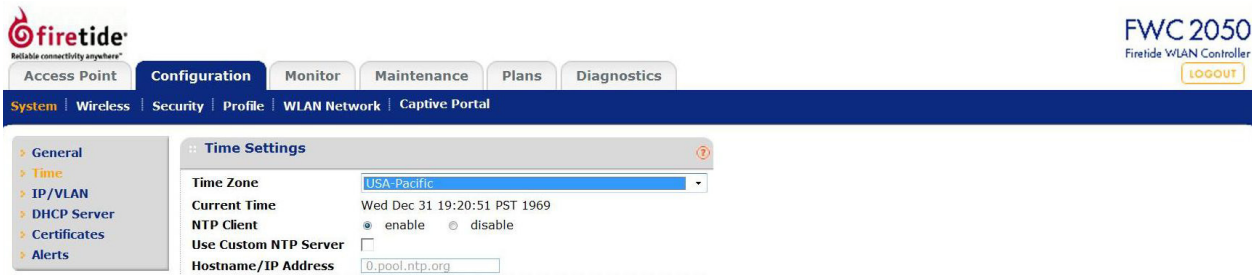 firetide
Reliable connectivity anywhere
FWC 2050
Firetide WLAN Controller
LOGOUT
Access Point Configuration Monitor Maintenance Plans Diagnostics
System Wireless Security Profile WLAN Network Captive Portal
General
Time
IP/VLAN
DHCP Server
Certificates
Alerts
Time Settings ?
Time Zone USA-Pacific
Current Time Wed Dec 31 19:20:51 PST 1969
NTP Client enable disable
Use Custom NTP Server
Hostname/IP Address 0.pool.ntp.org